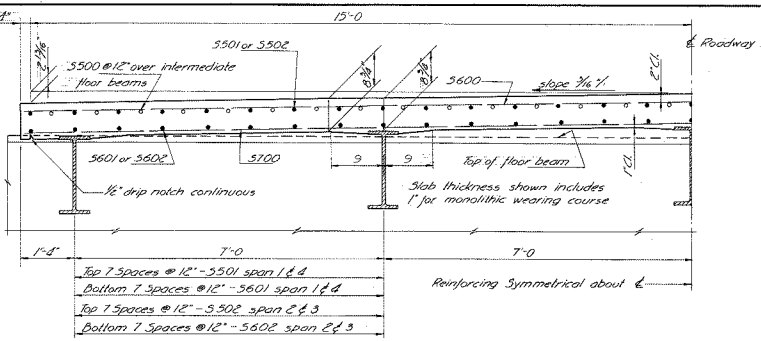 4"
15'-0
2 13/16"
S500 @ 12" over intermediate
floor beams
S501 or S502
8 3/4"
8 3/4"
S600
slope 3/16 "/'
2" Cl.
℄ Roadway
S601 or S602
S700
9
9
Top of floor beam
1" Cl.
1/2" drip notch continuous
Slab thickness shown includes
1" for monolithic wearing course
1'-4"
7'-0
7'-0
Top 7 Spaces @ 12" - S501 span 1 & 4
Bottom 7 Spaces @ 12" - S601 span 1 & 4
Top 7 Spaces @ 12" - S502 span 2 & 3
Bottom 7 Spaces @ 12" - S602 span 2 & 3
Reinforcing Symmetrical about ℄